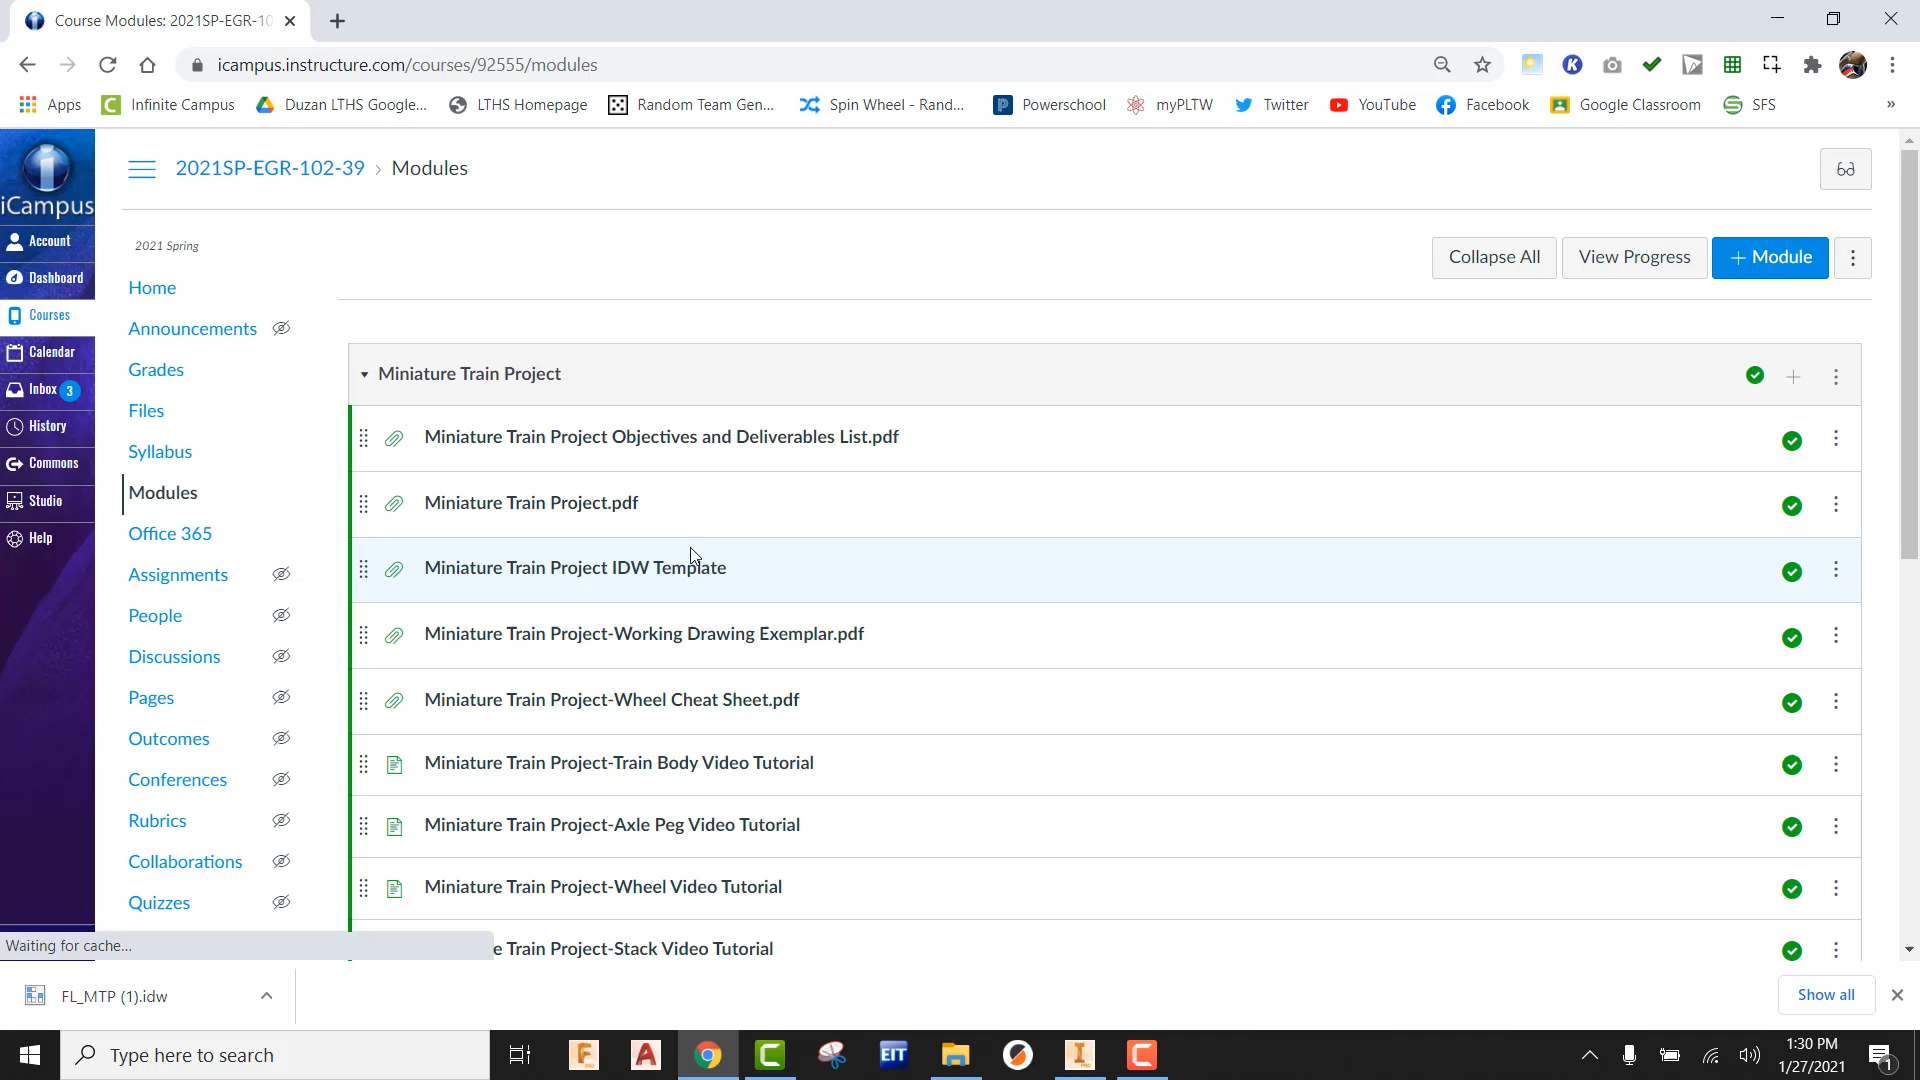 Course Modules: 2021SP-EGR-10
icampus.instructure.com/courses/92555/modules
Apps
Infinite Campus
Duzan LTHS Google...
LTHS Homepage
Random Team Gen...
Spin Wheel - Rand...
Powerschool
myPLTW
Twitter
YouTube
Facebook
Google Classroom
SFS
iCampus
Account
Dashboard
Courses
Calendar
Inbox 3
History
Commons
Studio
Help
2021SP-EGR-102-39 › Modules
2021 Spring
Home
Announcements
Grades
Files
Syllabus
Modules
Office 365
Assignments
People
Discussions
Pages
Outcomes
Conferences
Rubrics
Collaborations
Quizzes
Collapse All
View Progress
+ Module
Miniature Train Project
Miniature Train Project Objectives and Deliverables List.pdf
Miniature Train Project.pdf
Miniature Train Project IDW Template
Miniature Train Project-Working Drawing Exemplar.pdf
Miniature Train Project-Wheel Cheat Sheet.pdf
Miniature Train Project-Train Body Video Tutorial
Miniature Train Project-Axle Peg Video Tutorial
Miniature Train Project-Wheel Video Tutorial
e Train Project-Stack Video Tutorial
Waiting for cache...
FL_MTP (1).idw
Show all
Type here to search
EIT
1:30 PM
1/27/2021
1